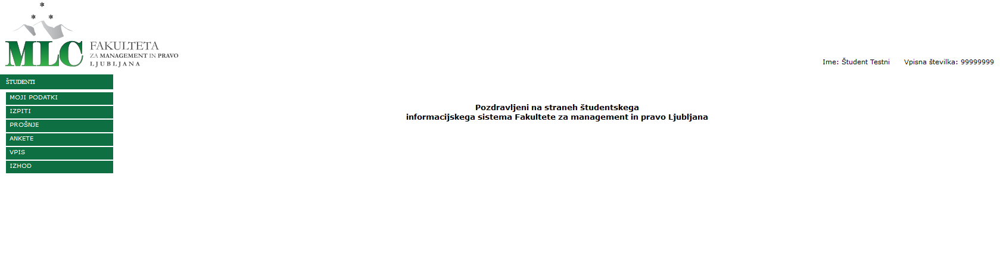 MLC FAKULTETA
ZA MANAGEMENT IN PRAVO
LJUBLJANA
Ime: Študent Testni Vpisna številka: 99999999
ŠTUDENTI
MOJI PODATKI
IZPITI
PROŠNJE
ANKETE
VPIS
IZHOD
Pozdravljeni na straneh študentskega
informacijskega sistema Fakultete za management in pravo Ljubljana